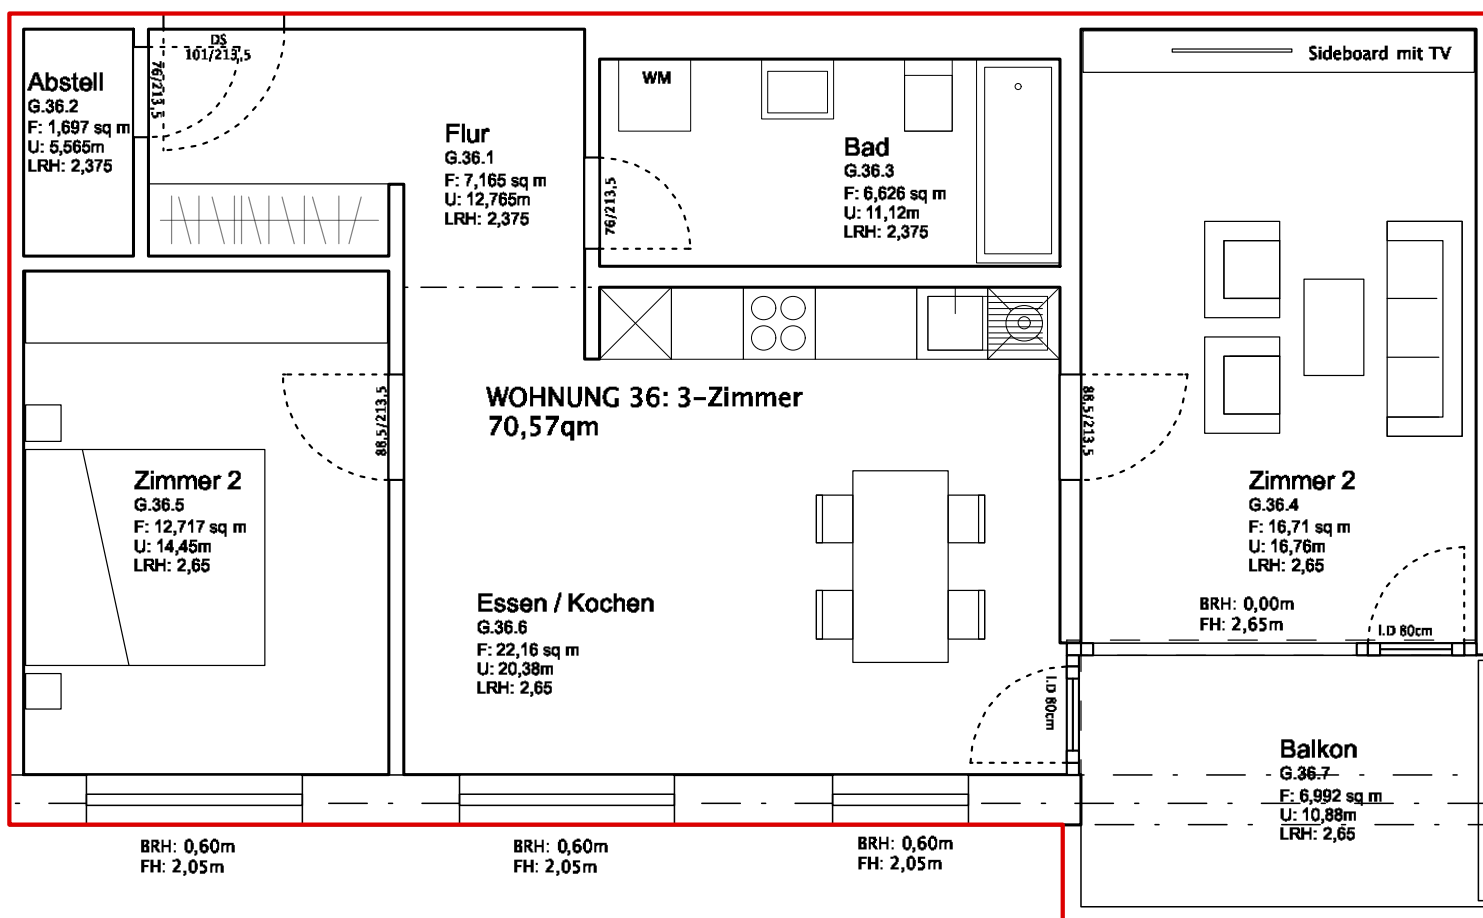 DS
101/213,5
76/213,5
Abstell
G.36.2
F: 1,697 sq m
U: 5,565m
LRH: 2,375
Flur
G.36.1
F: 7,165 sq m
U: 12,765m
LRH: 2,375
76/213,5
WM
Bad
G.36.3
F: 6,626 sq m
U: 11,12m
LRH: 2,375
Sideboard mit TV
WOHNUNG 36: 3-Zimmer
70,57qm
88,5/213,5
88,5/213,5
Zimmer 2
G.36.5
F: 12,717 sq m
U: 14,45m
LRH: 2,65
Essen / Kochen
G.36.6
F: 22,16 sq m
U: 20,38m
LRH: 2,65
Zimmer 2
G.36.4
F: 16,71 sq m
U: 16,76m
LRH: 2,65
BRH: 0,00m
FH: 2,65m
l.D 80cm
l.D 80cm
Balkon
G.36.7
F: 6,992 sq m
U: 10,88m
LRH: 2,65
BRH: 0,60m
FH: 2,05m
BRH: 0,60m
FH: 2,05m
BRH: 0,60m
FH: 2,05m